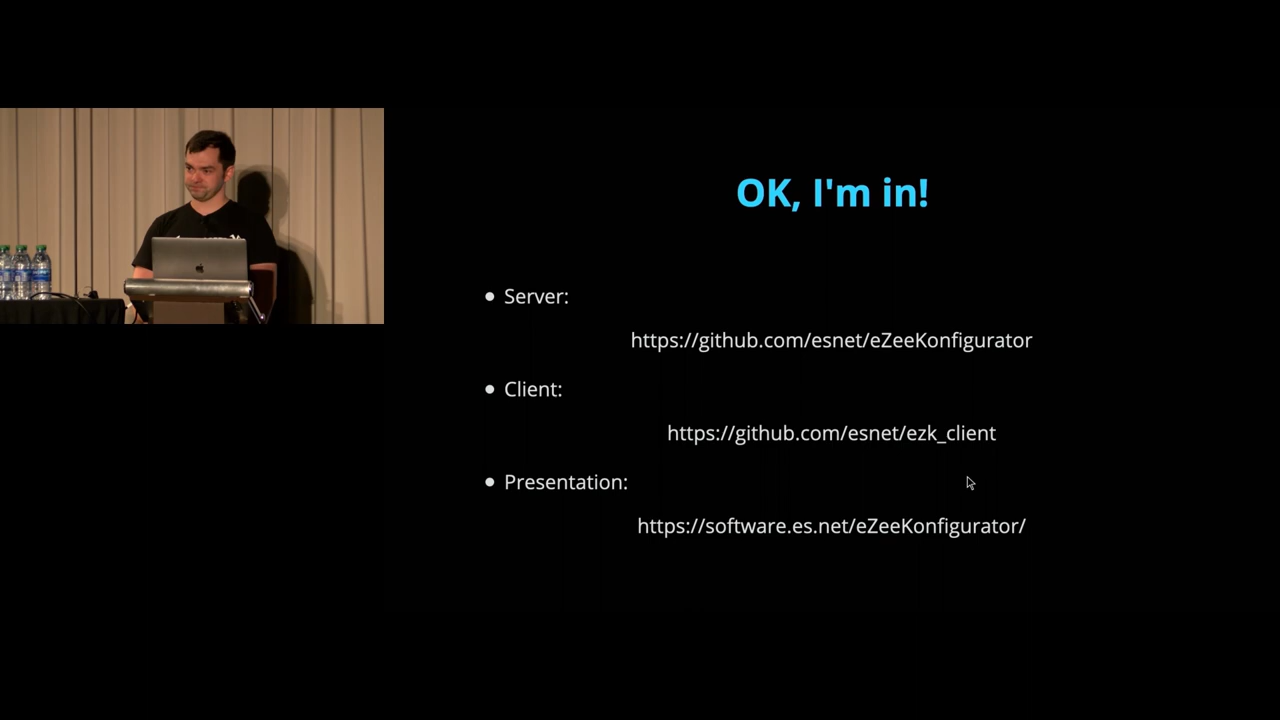 OK, I'm in!
Server:
https://github.com/esnet/eZeeKonfigurator
Client:
https://github.com/esnet/ezk_client
Presentation:
https://software.es.net/eZeeKonfigurator/